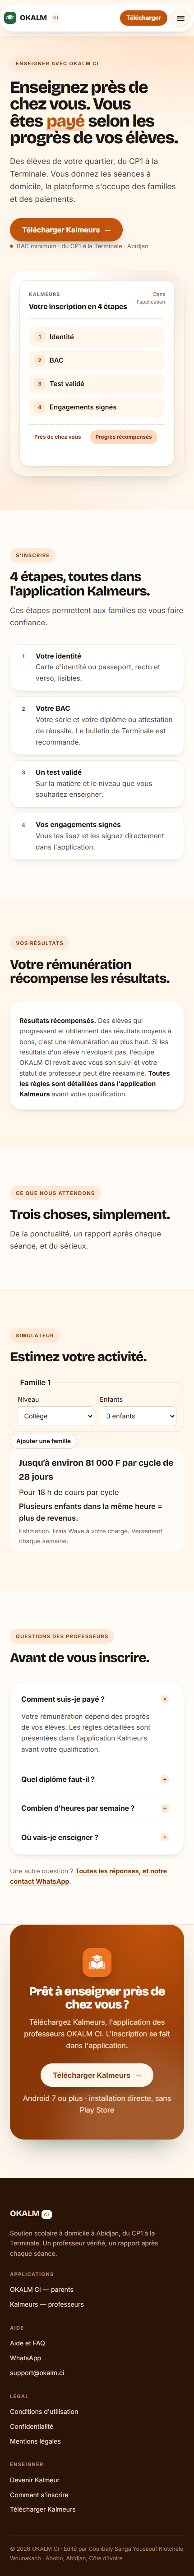 OKALM CI
Télécharger
ENSEIGNER AVEC OKALM CI
Enseignez près de
chez vous. Vous
êtes payé selon les
progrès de vos élèves.
Des élèves de votre quartier, du CP1 à la
Terminale. Vous donnez les séances à
domicile, la plateforme s'occupe des familles
et des paiements.
Télécharger Kalmeurs →
BAC minimum · du CP1 à la Terminale · Abidjan
KALMEURS
Votre inscription en 4 étapes
Dans
l'application
1 Identité
2 BAC
3 Test validé
4 Engagements signés
Près de chez vous
Progrès récompensés
S'INSCRIRE
4 étapes, toutes dans
l'application Kalmeurs.
Ces étapes permettent aux familles de vous faire
confiance.
1 Votre identité
Carte d'identité ou passeport, recto et
verso, lisibles.
2 Votre BAC
Votre série et votre diplôme ou attestation
de réussite. Le bulletin de Terminale est
recommandé.
3 Un test validé
Sur la matière et le niveau que vous
souhaitez enseigner.
4 Vos engagements signés
Vous les lisez et les signez directement
dans l'application.
VOS RÉSULTATS
Votre rémunération
récompense les résultats.
Résultats récompensés. Des élèves qui
progressent et obtiennent des résultats moyens à
bons, c'est une rémunération au plus haut. Si les
résultats d'un élève n'évoluent pas, l'équipe
OKALM CI revoit avec vous son suivi et votre
statut de professeur peut être réexaminé. Toutes
les règles sont détaillées dans l'application
Kalmeurs avant votre qualification.
CE QUE NOUS ATTENDONS
Trois choses, simplement.
De la ponctualité, un rapport après chaque
séance, et du sérieux.
SIMULATEUR
Estimez votre activité.
Famille 1
Niveau
Enfants
Collège
3 enfants
Ajouter une famille
Jusqu'à environ 81 000 F par cycle de
28 jours
Pour 18 h de cours par cycle
Plusieurs enfants dans la même heure =
plus de revenus.
Estimation. Frais Wave à votre charge. Versement
chaque semaine.
QUESTIONS DES PROFESSEURS
Avant de vous inscrire.
Comment suis-je payé ?
Votre rémunération dépend des progrès
de vos élèves. Les règles détaillées sont
présentées dans l'application Kalmeurs
avant votre qualification.
Quel diplôme faut-il ? +
Combien d'heures par semaine ? +
Où vais-je enseigner ? +
Une autre question ? Toutes les réponses, et notre
contact WhatsApp.
Prêt à enseigner près de
chez vous ?
Téléchargez Kalmeurs, l'application des
professeurs OKALM CI. L'inscription se fait
dans l'application.
Télécharger Kalmeurs →
Android 7 ou plus · installation directe, sans
Play Store
OKALM CI
Soutien scolaire à domicile à Abidjan, du CP1 à la
Terminale. Un professeur vérifié, un rapport après
chaque séance.
APPLICATIONS
OKALM CI — parents
Kalmeurs — professeurs
AIDE
Aide et FAQ
WhatsApp
support@okalm.ci
LÉGAL
Conditions d'utilisation
Confidentialité
Mentions légales
ENSEIGNER
Devenir Kalmeur
Comment s'inscrire
Télécharger Kalmeurs
© 2026 OKALM CI · Édité par Coulibaly Sanga Youssouf Klotchele
Wounakanh · Abobo, Abidjan, Côte d'Ivoire